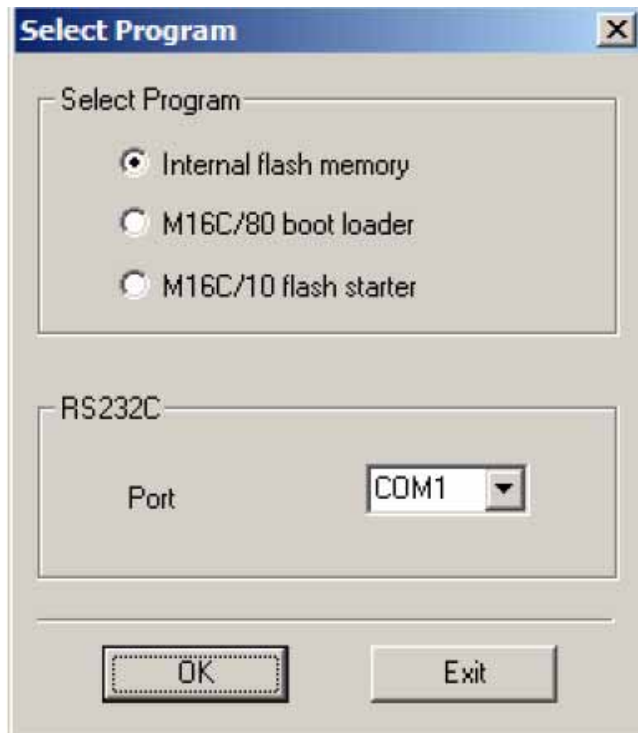 Select Program
Select Program
Internal flash memory
M16C/80 boot loader
M16C/10 flash starter
RS232C
Port COM1
OK Exit